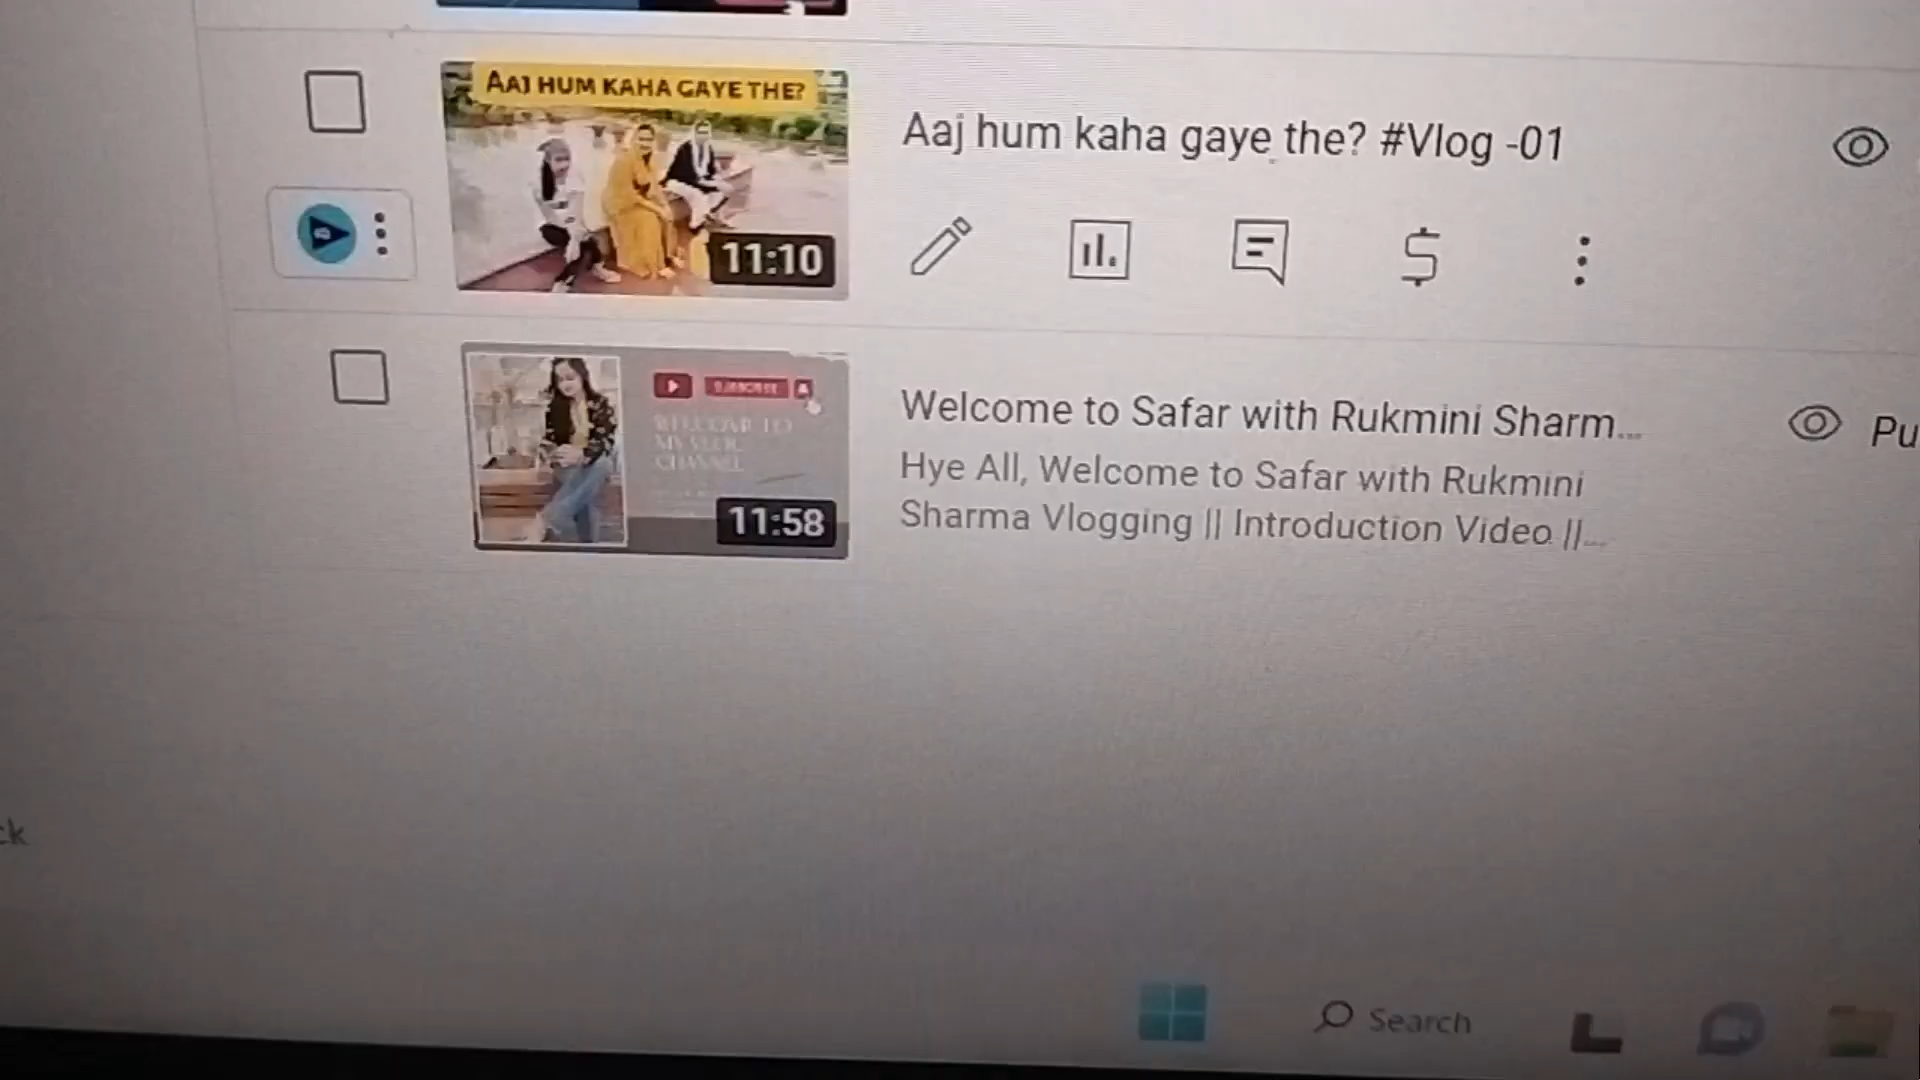 AAJ HUM KAHA GAYE THE?
11:10
Aaj hum kaha gaye the? #Vlog -01
SUBSCRIBE
WELCOME TO
MY VLOG
CHANNEL
11:58
Welcome to Safar with Rukmini Sharm...
Pu
Hye All, Welcome to Safar with Rukmini
Sharma Vlogging || Introduction Video ||...
ck
Search